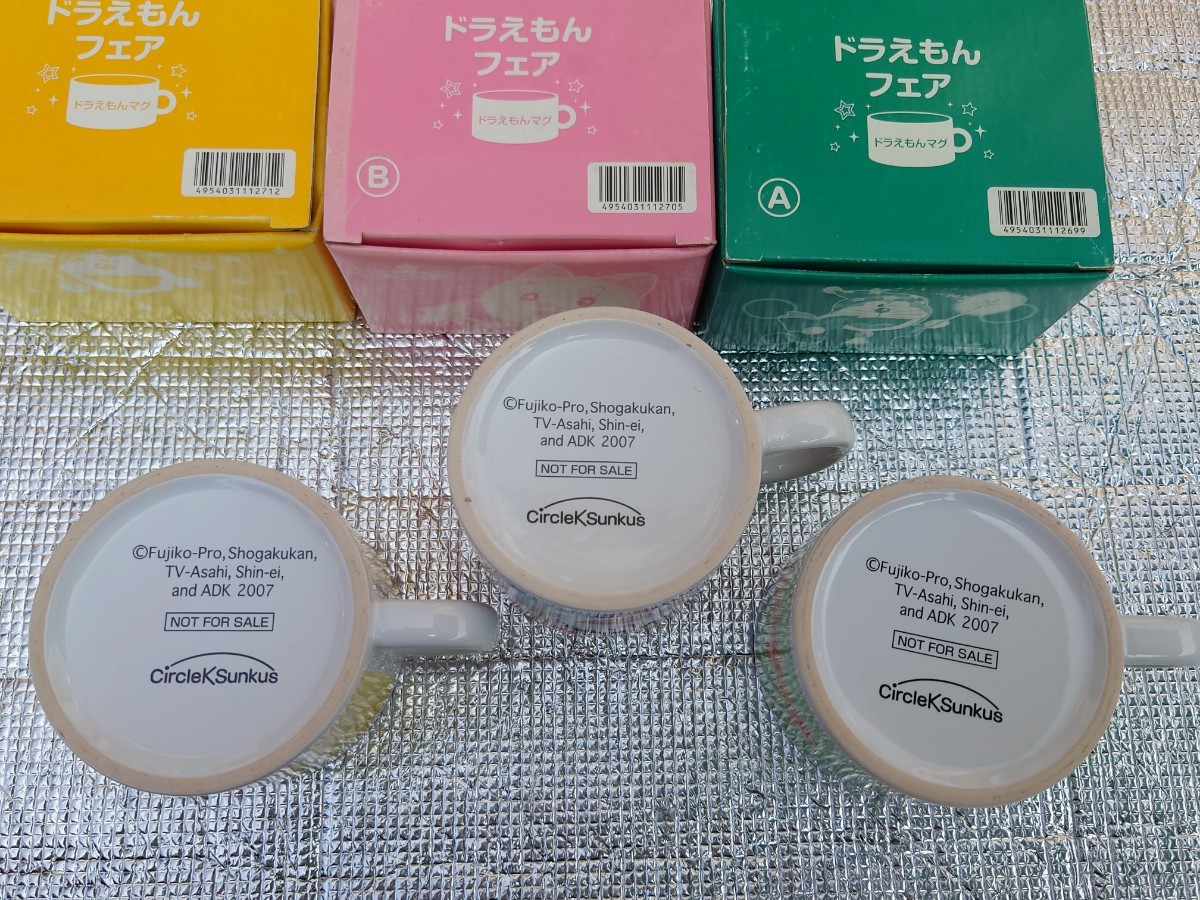 ドラえもん
フェア
ドラえもんマグ
4954031112712
ドラえもん
フェア
ドラえもんマグ
B
4954031112705
ドラえもん
フェア
ドラえもんマグ
A
4954031112699
©Fujiko-Pro, Shogakukan,
TV-Asahi, Shin-ei,
and ADK 2007
NOT FOR SALE
CircleKSunkus
©Fujiko-Pro, Shogakukan,
TV-Asahi, Shin-ei,
and ADK 2007
NOT FOR SALE
CircleKSunkus
©Fujiko-Pro, Shogakukan,
TV-Asahi, Shin-ei,
and ADK 2007
NOT FOR SALE
CircleKSunkus